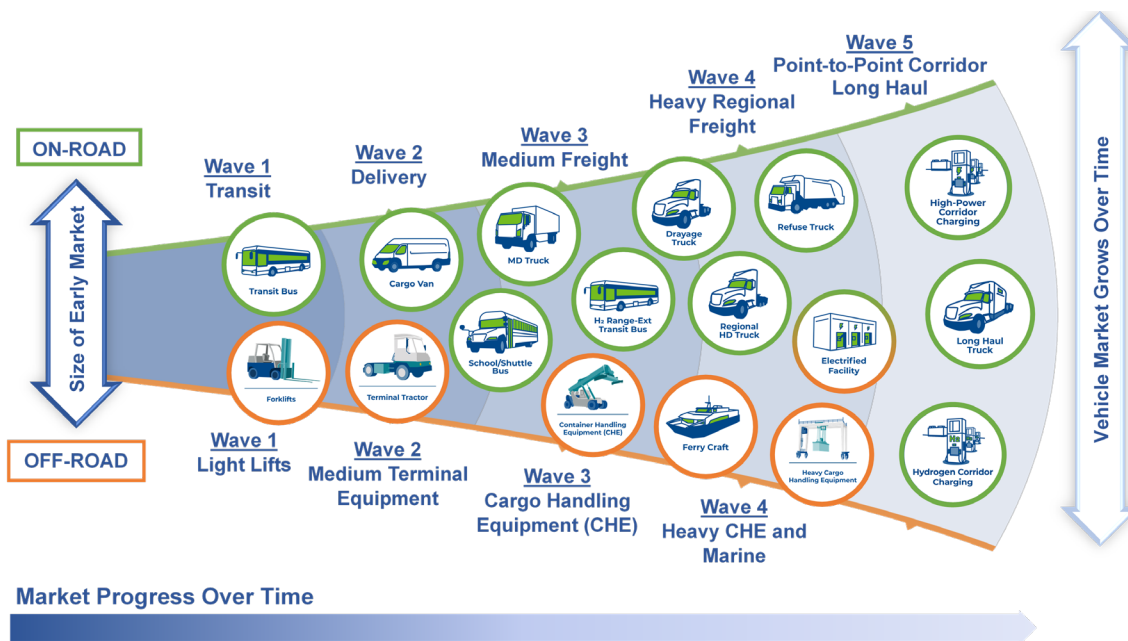 Wave 5
Point-to-Point Corridor
Long Haul
Wave 4
Heavy Regional
Freight
Wave 3
Medium Freight
Wave 2
Delivery
Wave 1
Transit
ON-ROAD
Size of Early Market
OFF-ROAD
Vehicle Market Grows Over Time
Transit Bus
Cargo Van
MD Truck
Drayage
Truck
Refuse Truck
High-Power
Corridor
Charging
School/Shuttle
Bus
H₂ Range-Ext
Transit Bus
Regional
HD Truck
Electrified
Facility
Long Haul
Truck
Forklifts
Terminal Tractor
Container Handling
Equipment (CHE)
Ferry Craft
Heavy Cargo
Handling Equipment
H₂
Hydrogen Corridor
Charging
Wave 1
Light Lifts
Wave 2
Medium Terminal
Equipment
Wave 3
Cargo Handling
Equipment (CHE)
Wave 4
Heavy CHE and
Marine
Market Progress Over Time